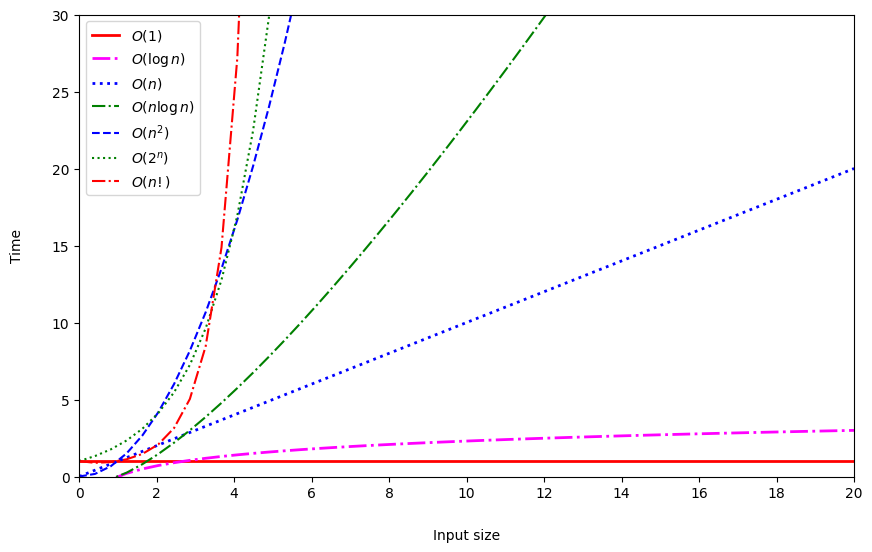 30
25
20
15
10
5
0
Time
O(1)
O(log n)
O(n)
O(n log n)
O(n²)
O(2ⁿ)
O(n!)
0 2 4 6 8 10 12 14 16 18 20
Input size